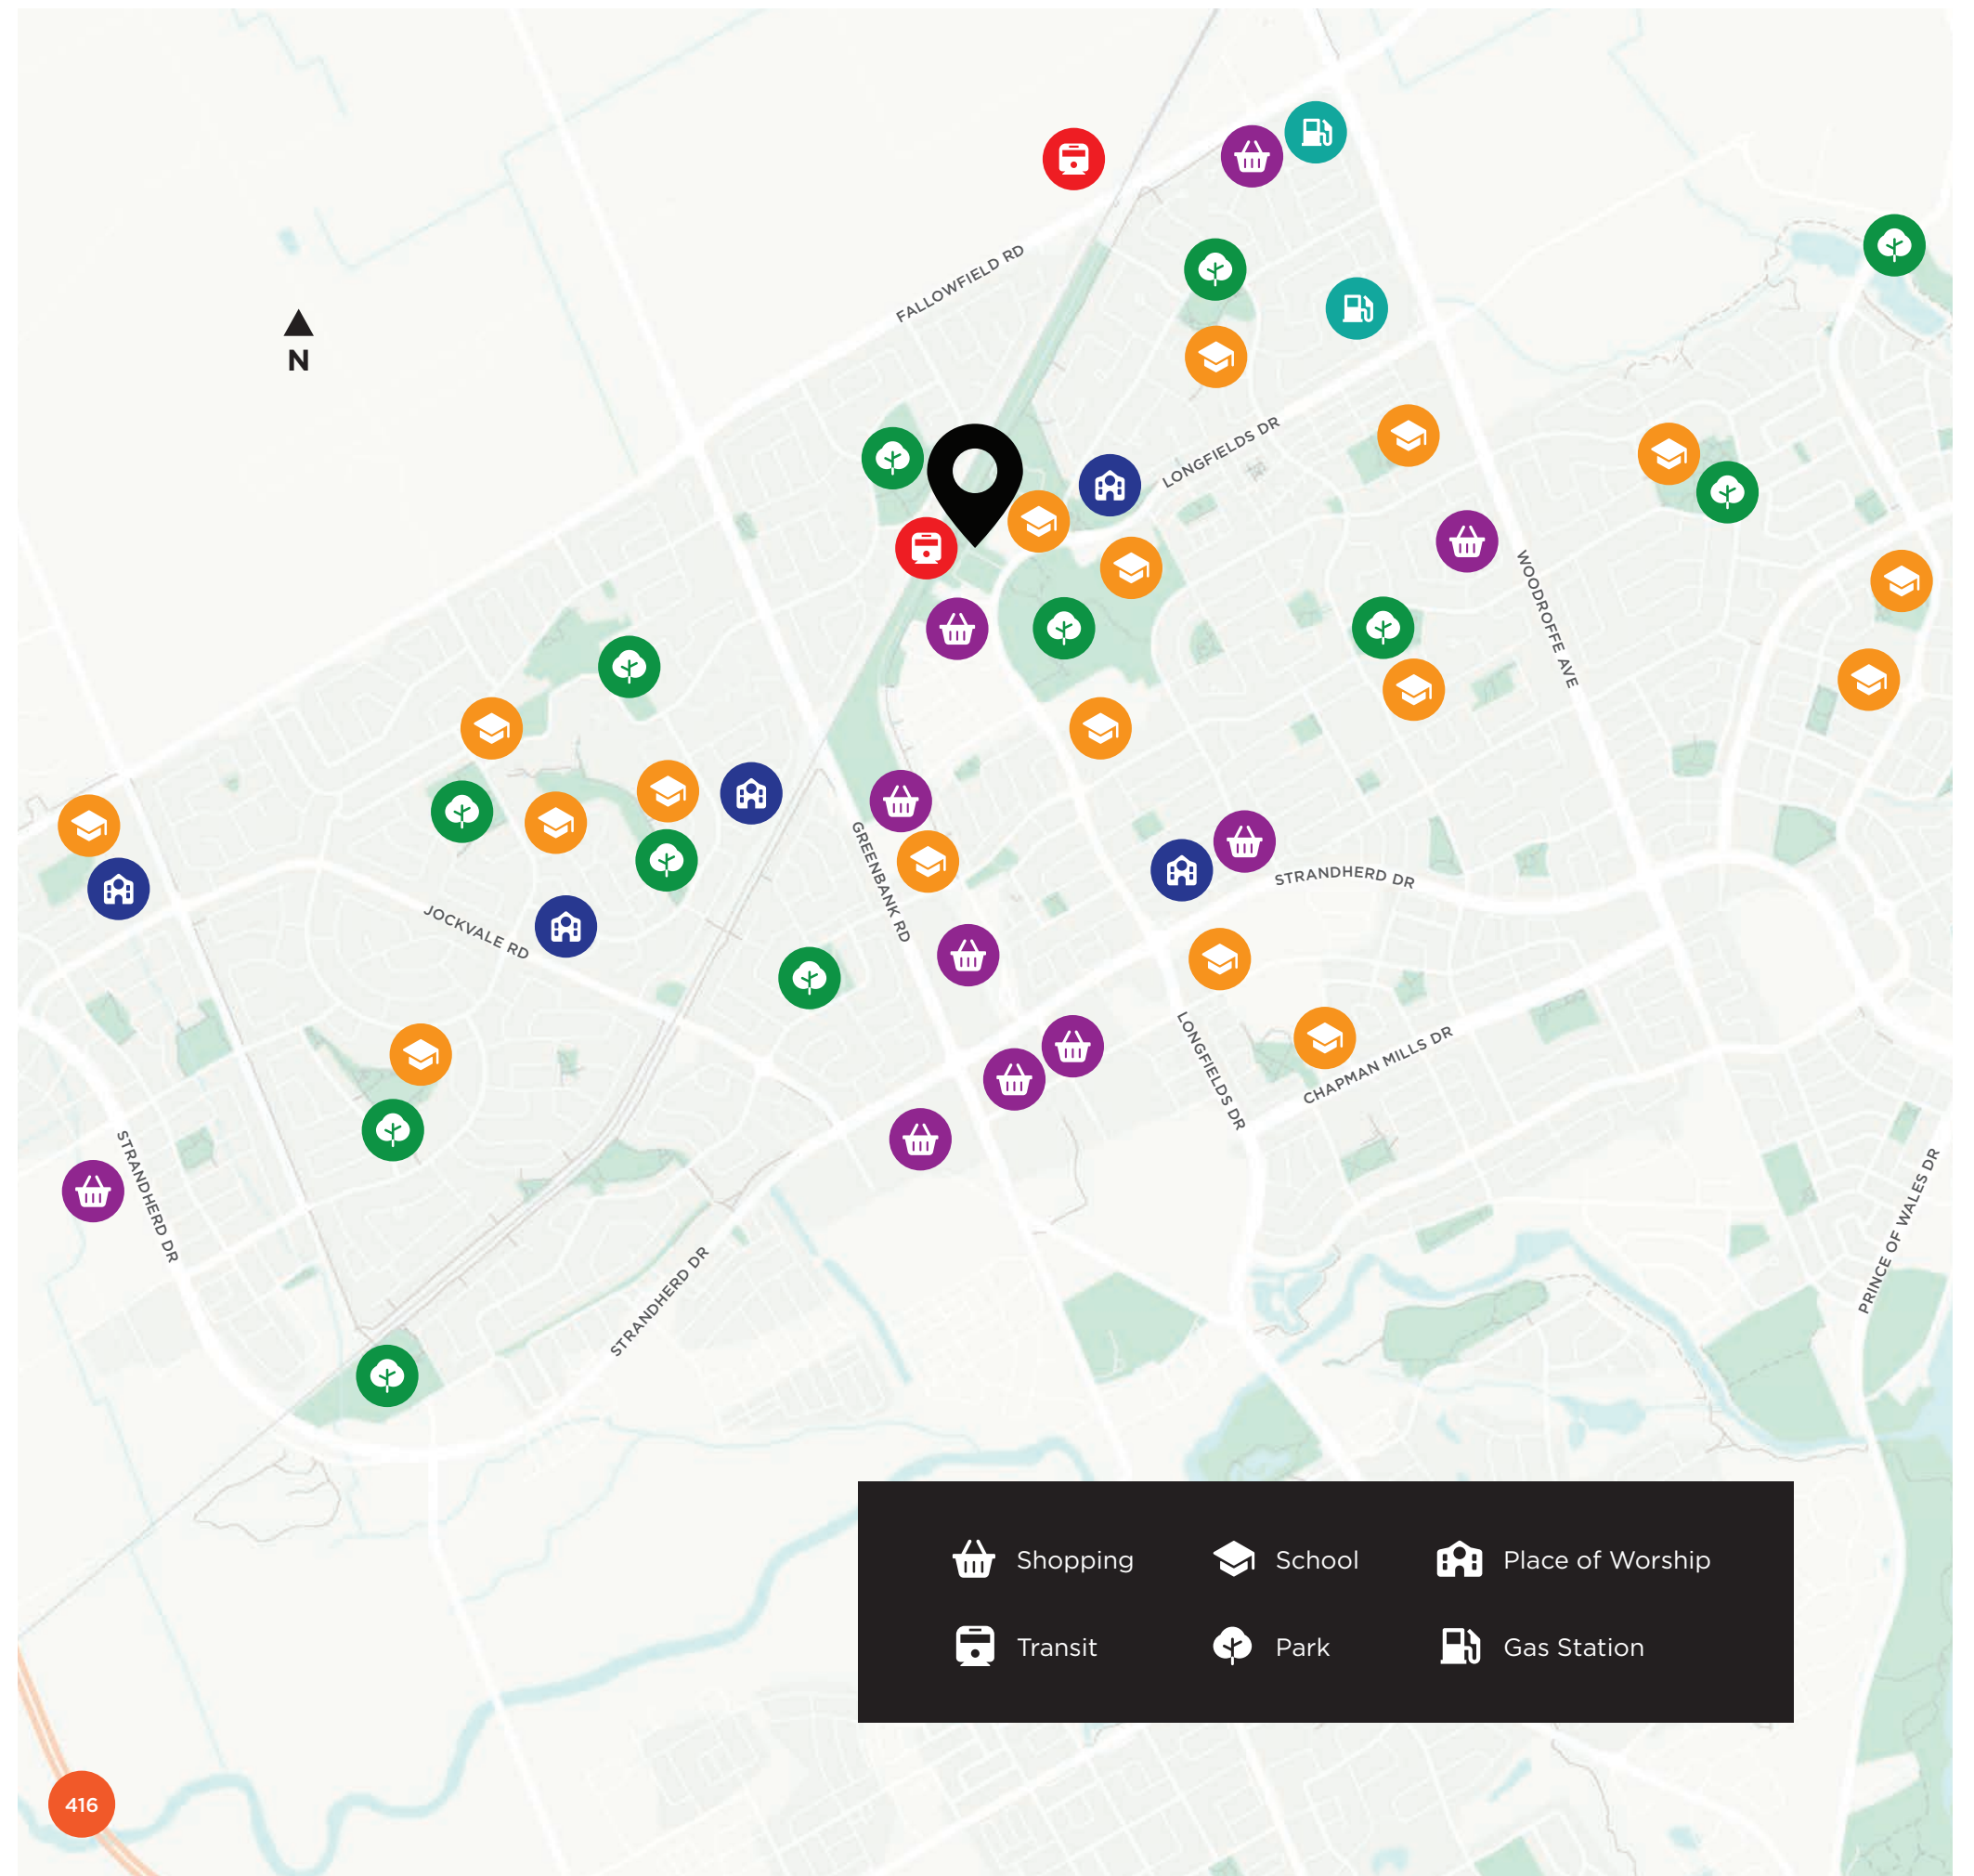 FALLOWFIELD RD
N
LONGFIELDS DR
WOODROFFE AVE
GREENBANK RD
STRANDHERD DR
JOCKVALE RD
LONGFIELDS DR
CHAPMAN MILLS DR
STRANDHERD DR
PRINCE OF WALES DR
STRANDHERD DR
Shopping
School
Place of Worship
Transit
Park
Gas Station
416